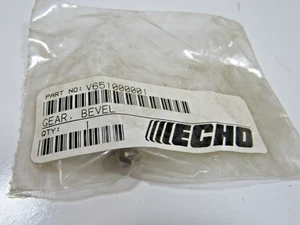 PART NO: V651000001
GEAR, BEVEL
QTY: 1
ECHO